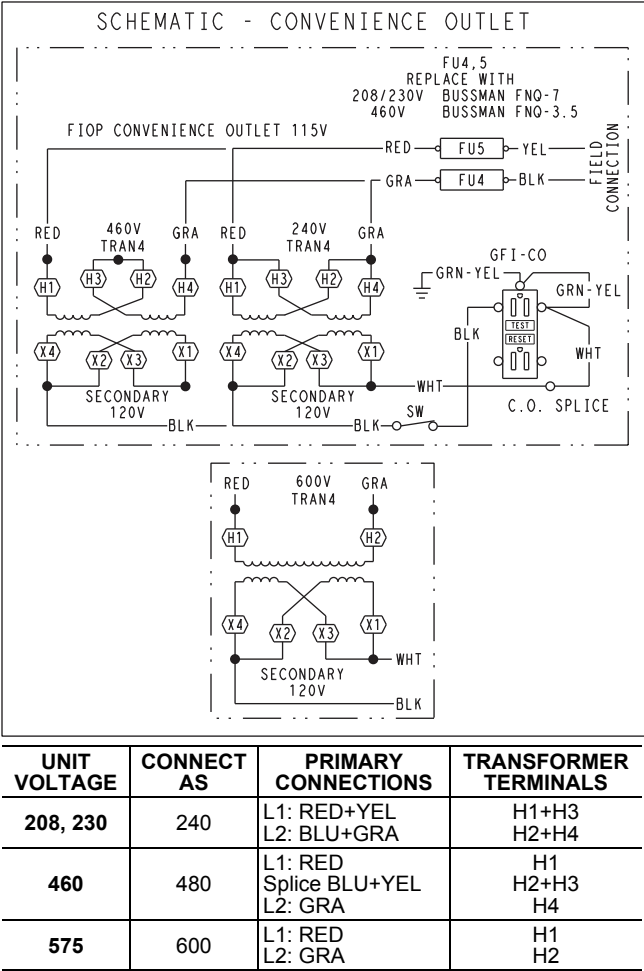 SCHEMATIC - CONVENIENCE OUTLET
FU4,5
REPLACE WITH
208/230V BUSSMAN FNQ-7
460V BUSSMAN FNQ-3.5
FIOP CONVENIENCE OUTLET 115V
RED FU5 YEL
GRA FU4 BLK
FIELD
CONNECTION
RED 460V GRA RED 240V GRA
TRAN4 TRAN4
H1 H3 H2 H4 H1 H3 H2 H4
GFI-CO
GRN-YEL
GRN-YEL
BLK
TEST
RESET
WHT
X4 X2 X3 X1 X4 X2 X3 X1
SECONDARY SECONDARY
120V 120V
WHT
C.O. SPLICE
BLK BLK SW
RED 600V GRA
TRAN4
H1 H2
X4 X2 X3 X1
WHT
SECONDARY
120V
BLK
UNIT CONNECT PRIMARY TRANSFORMER
VOLTAGE AS CONNECTIONS TERMINALS
208, 230 240 L1: RED+YEL H1+H3
L2: BLU+GRA H2+H4
L1: RED H1
460 480 Splice BLU+YEL H2+H3
L2: GRA H4
575 600 L1: RED H1
L2: GRA H2